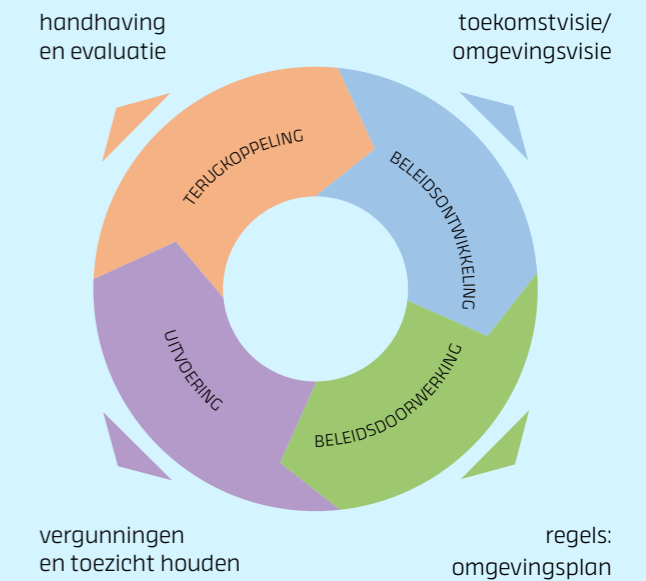 handhaving
en evaluatie
toekomstvisie/
omgevingsvisie
TERUGKOPPELING
BELEIDSONTWIKKELING
UITVOERING
BELEIDSDOORWERKING
vergunningen
en toezicht houden
regels:
omgevingsplan